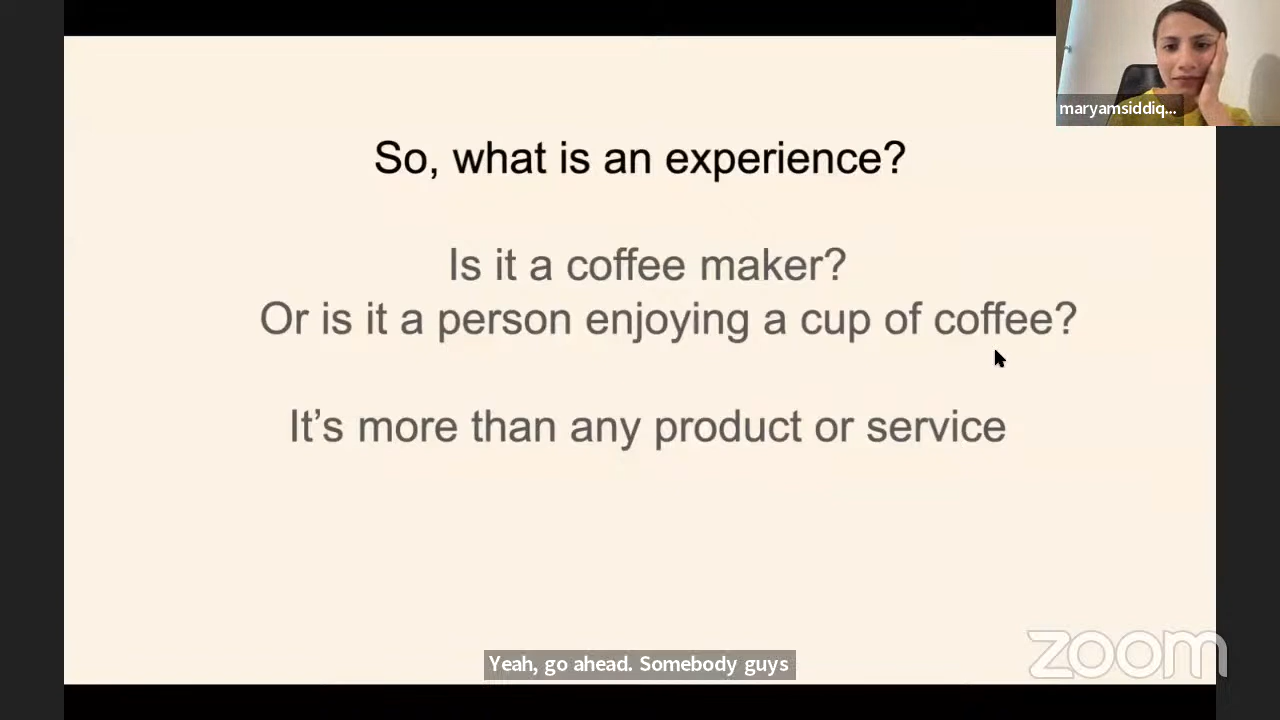 maryamsiddiq...
So, what is an experience?
Is it a coffee maker?
Or is it a person enjoying a cup of coffee?
It’s more than any product or service
Yeah, go ahead. Somebody guys
zoom